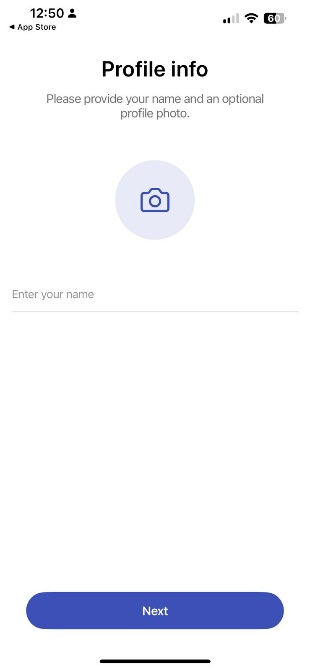 12:50
60
◀ App Store
Profile info
Please provide your name and an optional
profile photo.
Enter your name
Next